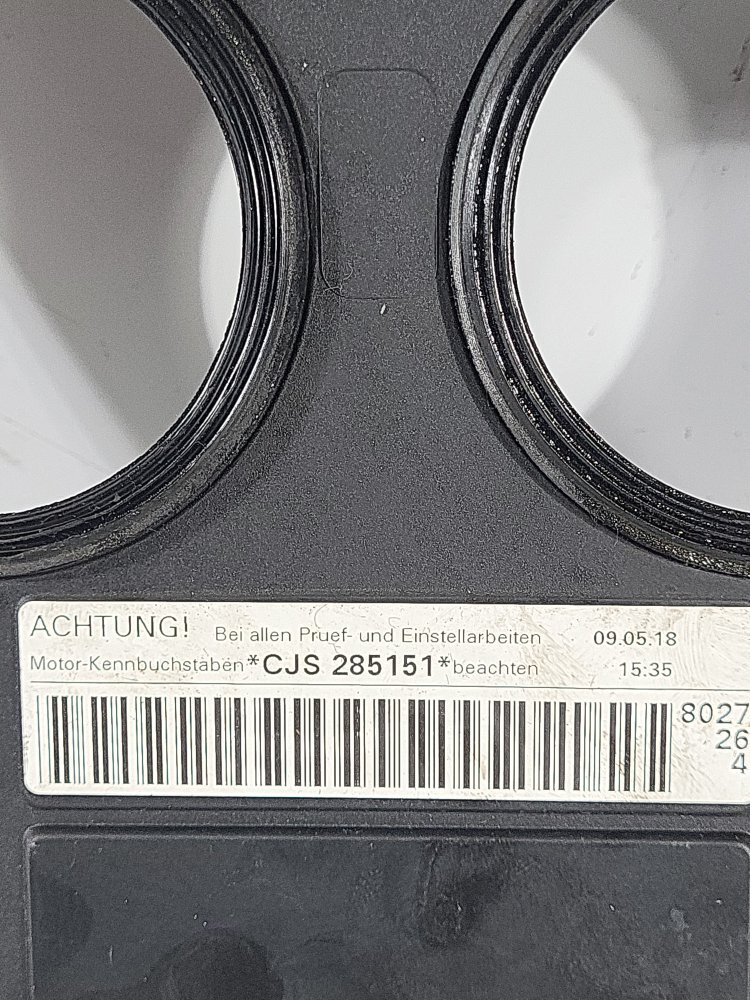 ACHTUNG! Bei allen Pruef- und Einstellarbeiten 09.05.18
Motor-Kennbuchstaben *CJS 285151* beachten 15:35
8027
26
4